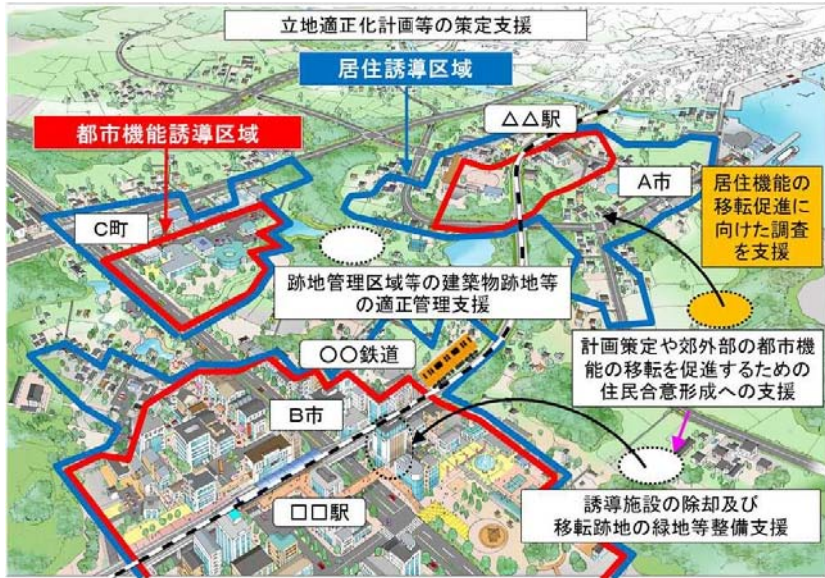 立地適正化計画等の策定支援
居住誘導区域
都市機能誘導区域
△△駅
A市
居住機能の
移転促進に
向けた調査
を支援
C町
跡地管理区域等の建築物跡地等
の適正管理支援
〇〇鉄道
計画策定や郊外部の都市機
能の移転を促進するための
住民合意形成への支援
B市
□□駅
誘導施設の除却及び
移転跡地の緑地等整備支援